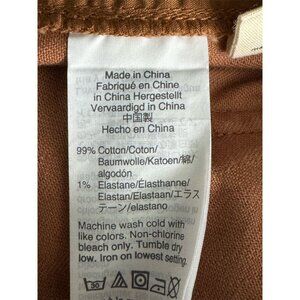 Made in China
Fabriqué en Chine
in China Hergestellt
Vervaardigd in China
中国製
Hecho en China
99% Cotton/Coton/
Baumwolle/Katoen/綿/
algodón
1% Elastane/Élasthanne/
Elastan/Elastaan/エラス
テーン/elastano
Machine wash cold with
like colors. Non-chlorine
bleach only. Tumble dry
low. Iron on lowest setting.
30